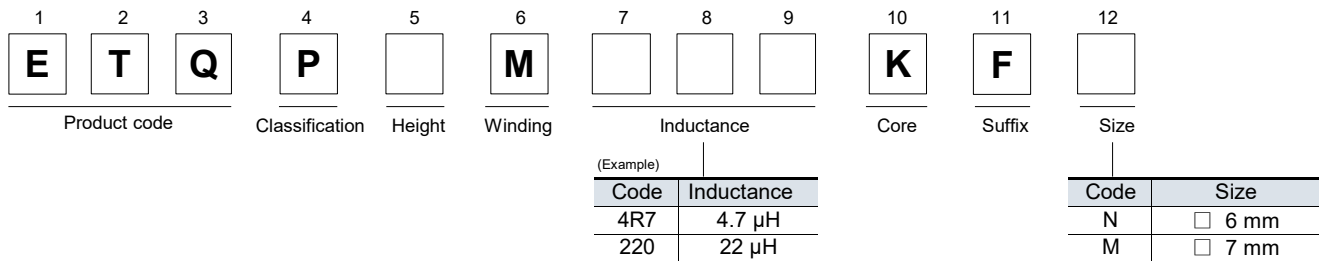 1 2 3 4 5 6 7 8 9 10 11 12
E T Q P M K F
Product code Classification Height Winding Inductance Core Suffix Size
(Example)
Code Inductance Code Size
4R7 4.7 µH N □ 6 mm
220 22 µH M □ 7 mm